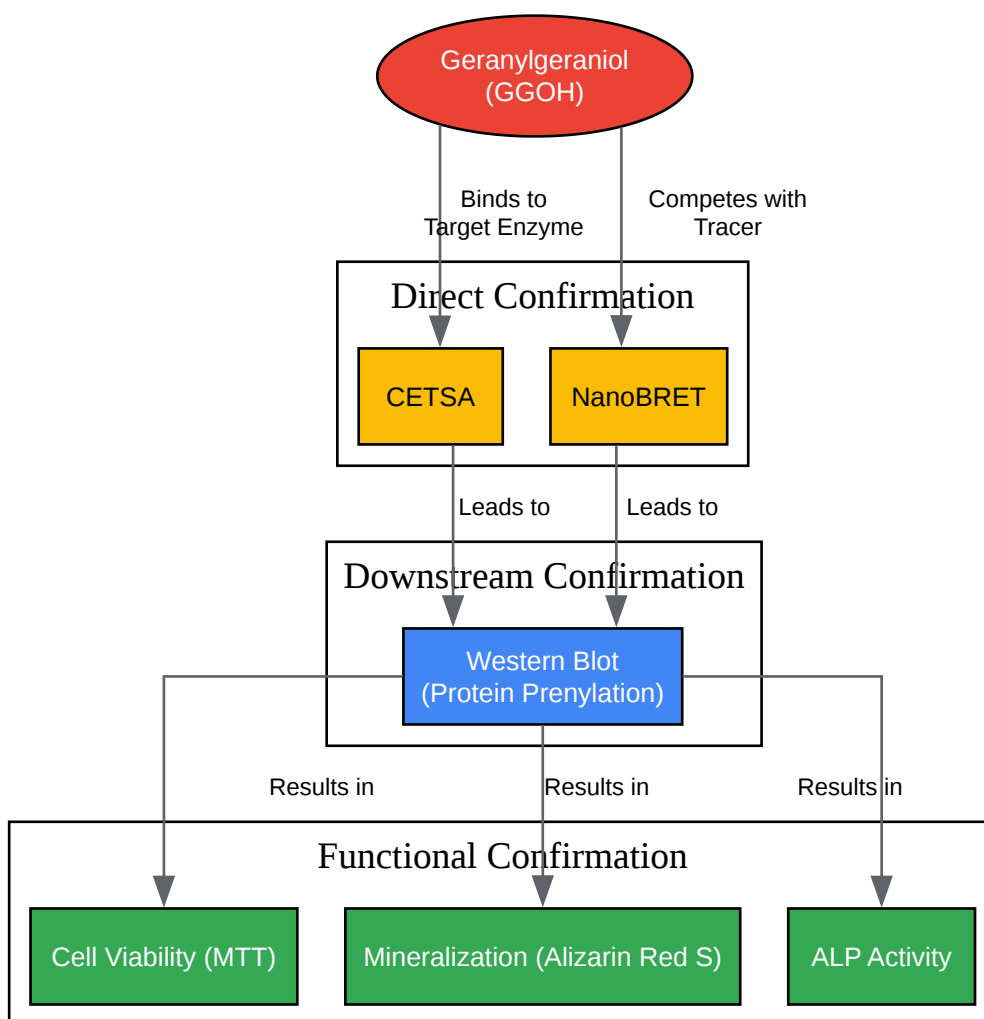 Geranylgeraniol
(GGOH)
Binds to
Target Enzyme
Competes with
Tracer
Direct Confirmation
CETSA
NanoBRET
Leads to
Leads to
Downstream Confirmation
Western Blot
(Protein Prenylation)
Results in
Results in
Results in
Functional Confirmation
Cell Viability (MTT)
Mineralization (Alizarin Red S)
ALP Activity